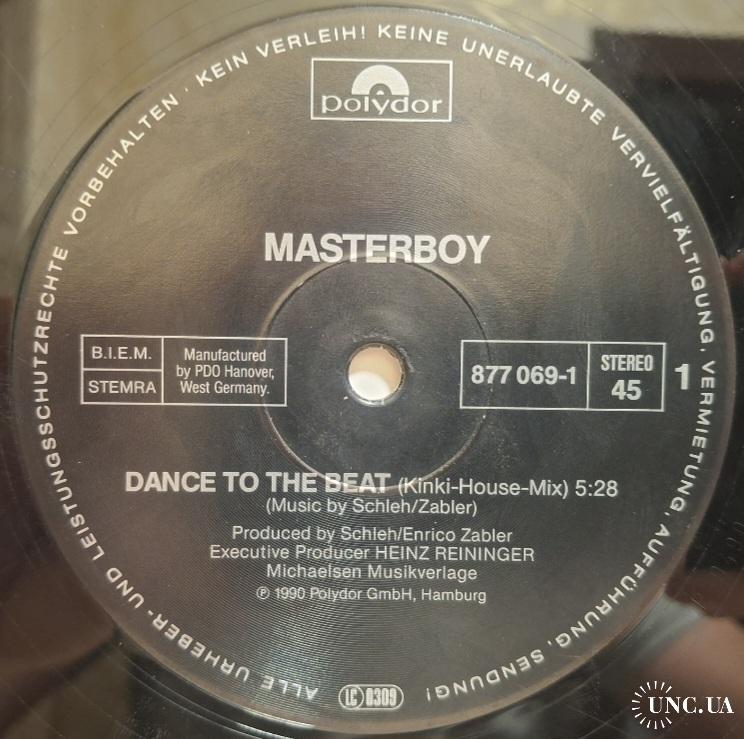 ALLE URHEBER- UND LEISTUNGSSCHUTZRECHTE VORBEHALTEN · KEIN VERLEIH! KEINE UNERLAUBTE VERVIELFÄLTIGUNG, VERMIETUNG, AUFFÜHRUNG, SENDUNG!
polydor
MASTERBOY
B.I.E.M.
STEMRA
Manufactured
by PDO Hanover,
West Germany.
877 069-1
STEREO
45
1
DANCE TO THE BEAT (Kinki-House-Mix) 5:28
(Music by Schleh/Zabler)
Produced by Schleh/Enrico Zabler
Executive Producer HEINZ REININGER
Michaelsen Musikverlage
℗ 1990 Polydor GmbH, Hamburg
LC 0309
UNC.UA